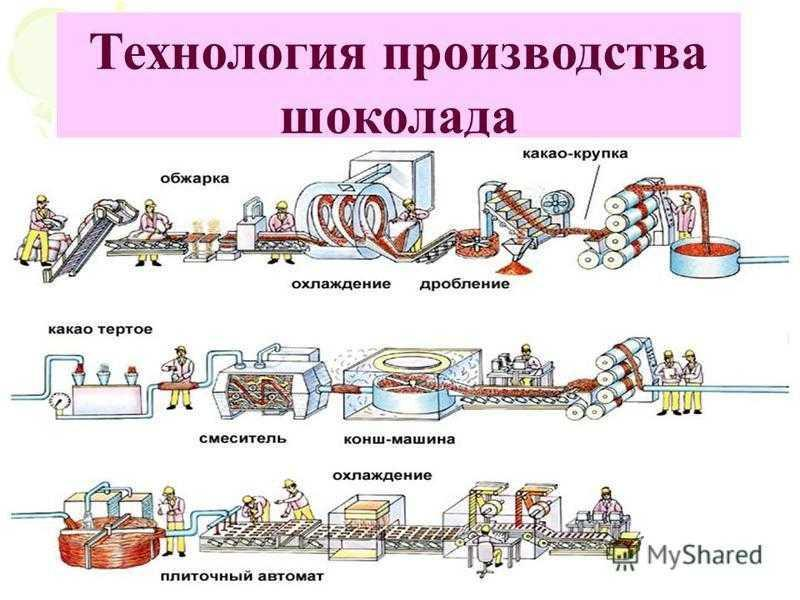 Технология производства
шоколада
какао-крупка
обжарка
охлаждение
дробление
какао тертое
смеситель
конш-машина
охлаждение
плиточный автомат
MyShared